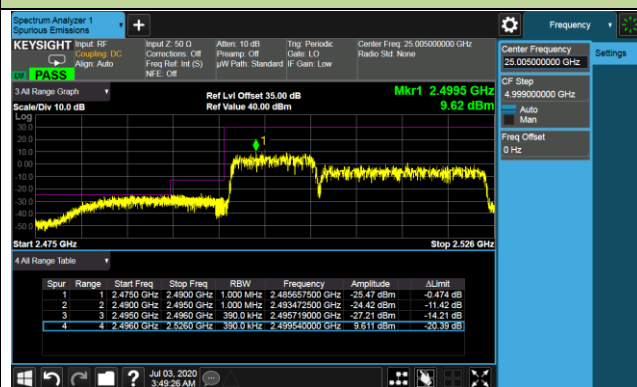 Spectrum Analyzer 1
Spurious Emissions
+
Frequency
KEYSIGHT
Input: RF
Coupling: DC
Align: Auto
Input Z: 50 Ω
Corrections: Off
Freq Ref: Int (S)
NFE: Off
Atten: 10 dB
Preamp: Off
µW Path: Standard
Trig: Periodic
Gate: LO
IF Gain: Low
Center Freq: 25.005000000 GHz
Radio Std: None
PASS
Center Frequency
25.005000000 GHz
Settings
CF Step
4.999000000 GHz
Auto
Man
Freq Offset
0 Hz
3 All Range Graph
Scale/Div 10.0 dB
Ref Lvl Offset 35.00 dB
Ref Value 40.00 dBm
Mkr1 2.4995 GHz
9.62 dBm
Log
30.0
20.0
10.0
0.00
-10.0
-20.0
-30.0
-40.0
-50.0
1
Start 2.475 GHz
Stop 2.526 GHz
4 All Range Table
Spur Range Start Freq Stop Freq RBW Frequency Amplitude ΔLimit
1 1 2.4750 GHz 2.4900 GHz 1.000 MHz 2.485657500 GHz -25.47 dBm -0.474 dB
2 2 2.4900 GHz 2.4950 GHz 1.000 MHz 2.493472500 GHz -24.42 dBm -11.42 dB
3 3 2.4950 GHz 2.4960 GHz 390.0 kHz 2.495719000 GHz -27.21 dBm -14.21 dB
4 4 2.4960 GHz 2.5260 GHz 390.0 kHz 2.499540000 GHz 9.611 dBm -20.39 dB
?
Jul 03, 2020
3:49:26 AM